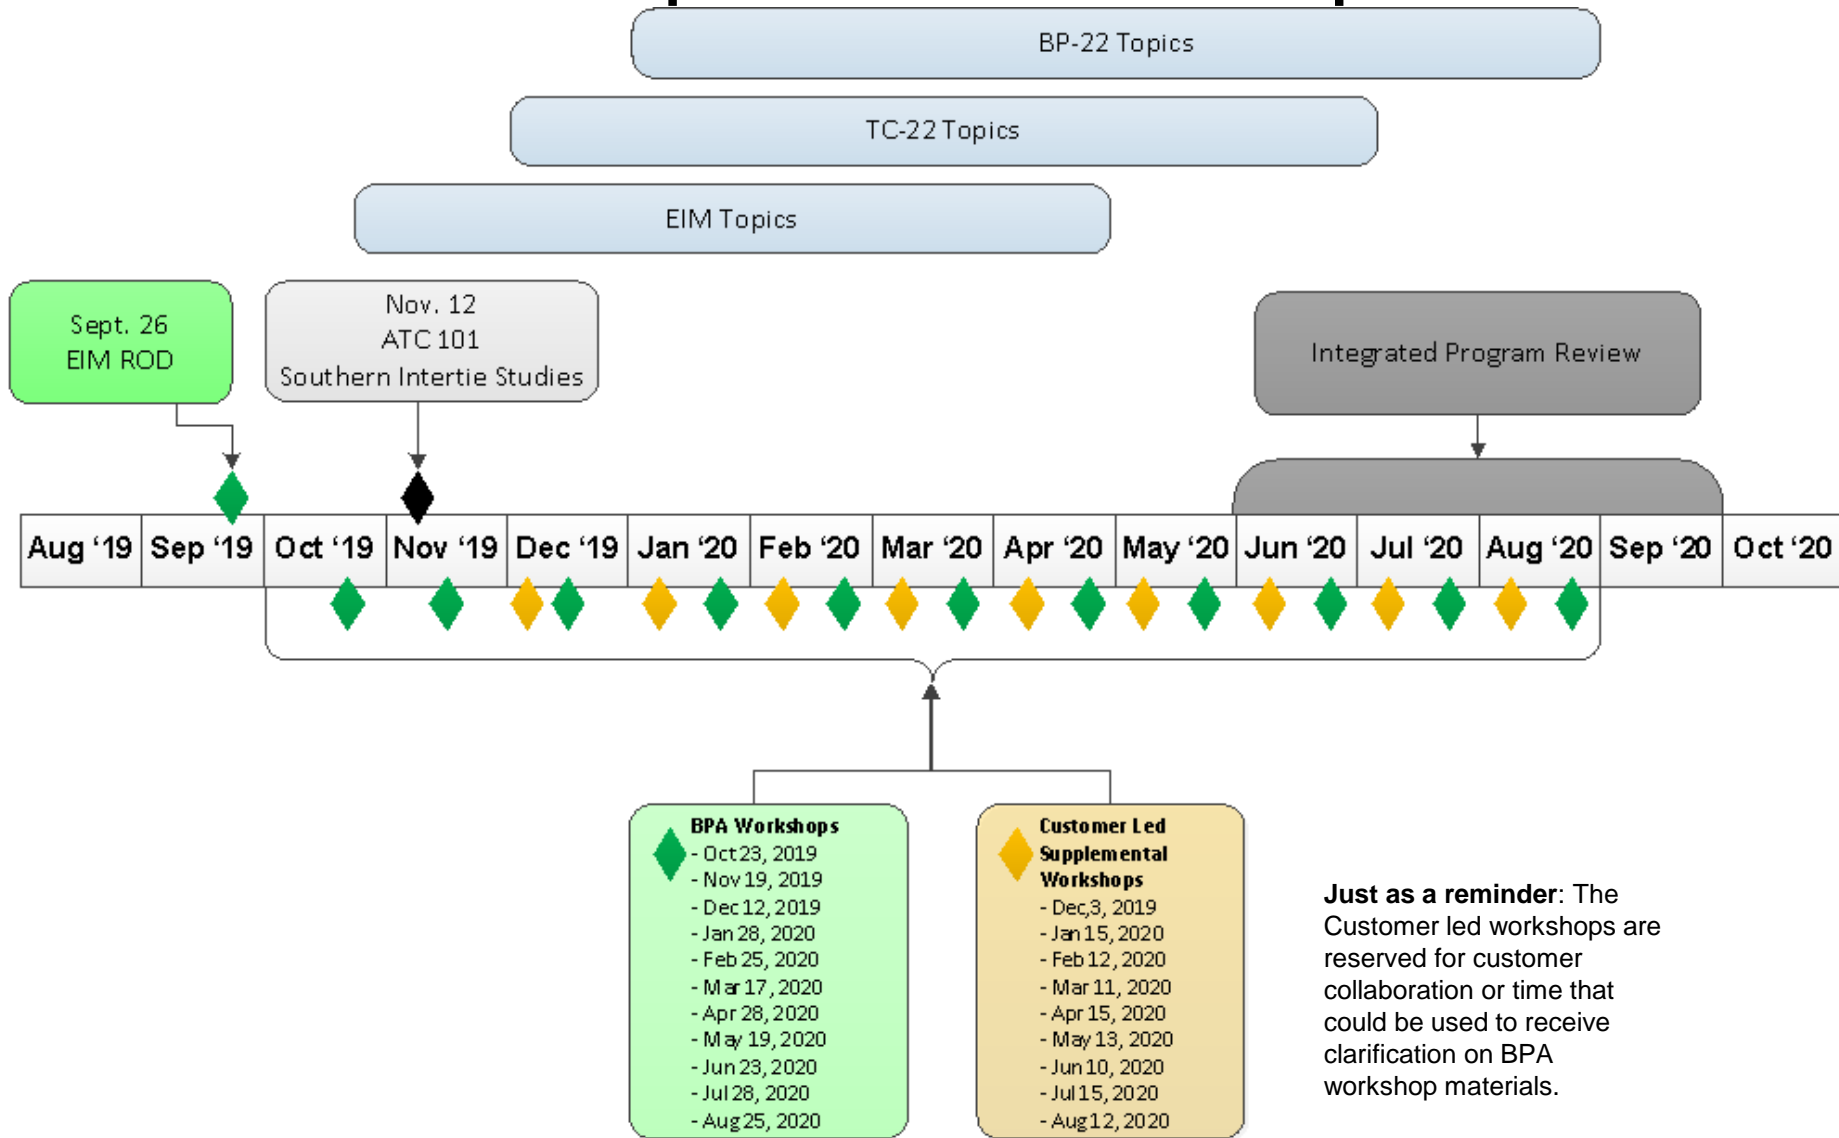 BP-22 Topics
TC-22 Topics
EIM Topics
Sept. 26
EIM ROD
Nov. 12
ATC 101
Southern Intertie Studies
Integrated Program Review
Aug ‘19 Sep ‘19 Oct ‘19 Nov ‘19 Dec ‘19 Jan ‘20 Feb ‘20 Mar ‘20 Apr ‘20 May ‘20 Jun ‘20 Jul ‘20 Aug ‘20 Sep ‘20 Oct ‘20
BPA Workshops
- Oct 23, 2019
- Nov 19, 2019
- Dec 12, 2019
- Jan 28, 2020
- Feb 25, 2020
- Mar 17, 2020
- Apr 28, 2020
- May 19, 2020
- Jun 23, 2020
- Jul 28, 2020
- Aug 25, 2020
Customer Led
Supplemental
Workshops
- Dec,3, 2019
- Jan 15, 2020
- Feb 12, 2020
- Mar 11, 2020
- Apr 15, 2020
- May 13, 2020
- Jun 10, 2020
- Jul 15, 2020
- Aug 12, 2020
Just as a reminder: The
Customer led workshops are
reserved for customer
collaboration or time that
could be used to receive
clarification on BPA
workshop materials.